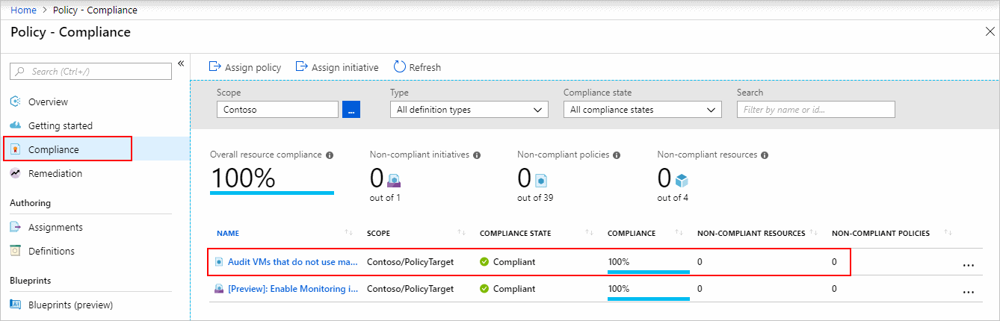 Home > Policy - Compliance
Policy - Compliance
Search (Ctrl+/)
Overview
Getting started
Compliance
Remediation
Authoring
Assignments
Definitions
Blueprints
Blueprints (preview)
Assign policy Assign initiative Refresh
Scope Type Compliance state Search
Contoso ... All definition types All compliance states Filter by name or id...
Overall resource compliance Non-compliant initiatives Non-compliant policies Non-compliant resources
100% 0 0 0
out of 1 out of 39 out of 4
NAME SCOPE COMPLIANCE STATE COMPLIANCE NON-COMPLIANT RESOURCES NON-COMPLIANT POLICIES
Audit VMs that do not use ma... Contoso/PolicyTarget Compliant 100% 0 0 ...
[Preview]: Enable Monitoring i... Contoso/PolicyTarget Compliant 100% 0 0 ...